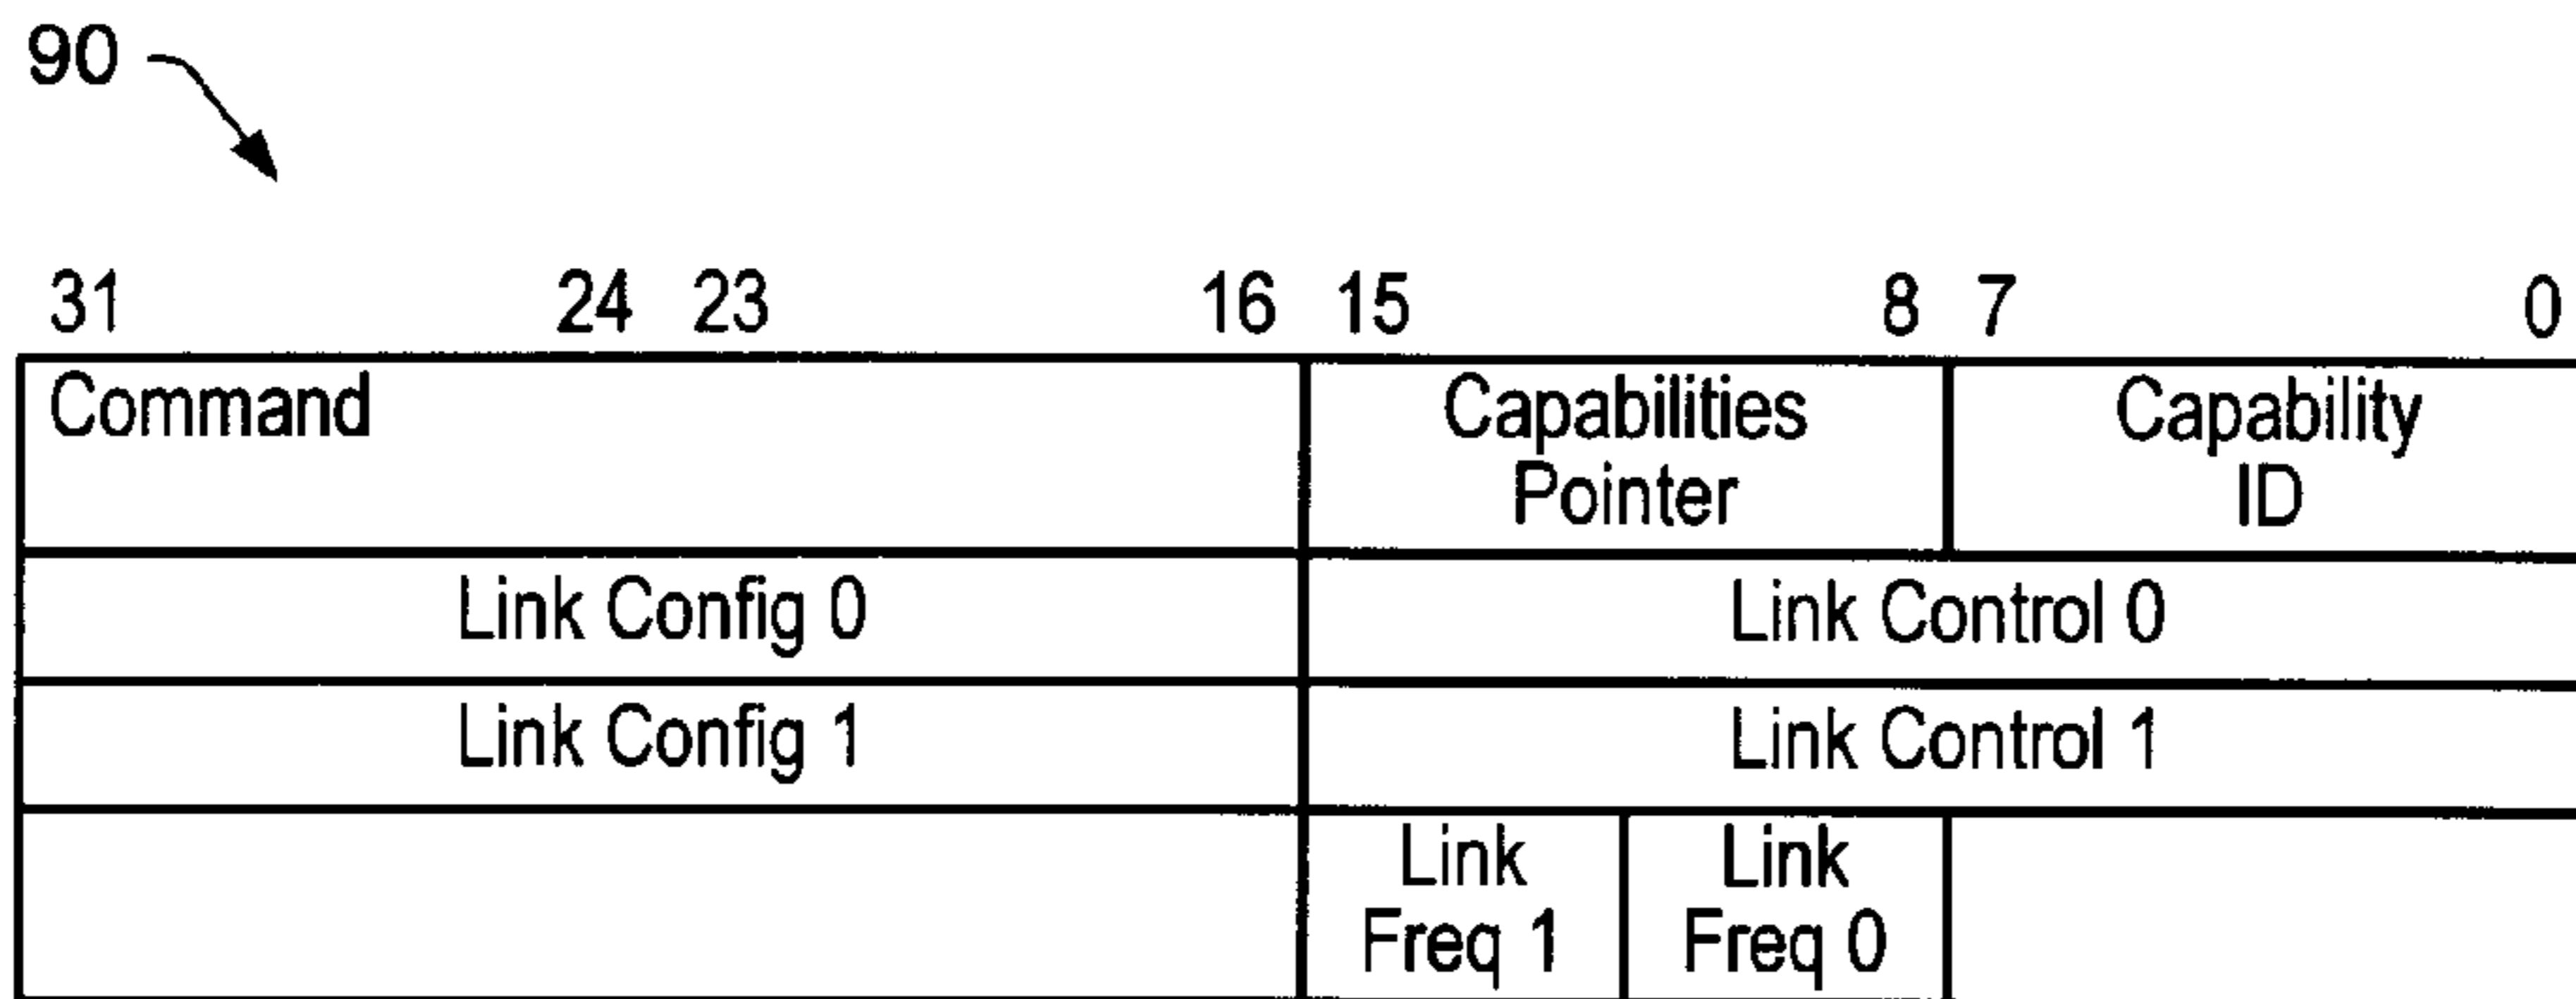 90
31 24 23 16 15 8 7 0
Command Capabilities Capability
Pointer ID
Link Config 0 Link Control 0
Link Config 1 Link Control 1
Link Link
Freq 1 Freq 0